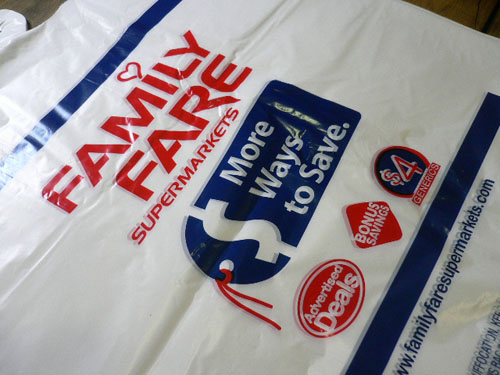 FAMILY
FARE
SUPERMARKETS
More
Ways
to Save.
$
$4
GENERICS
BONUS
SAVINGS
Advertised
Deals
www.familyfaresupermarkets.com